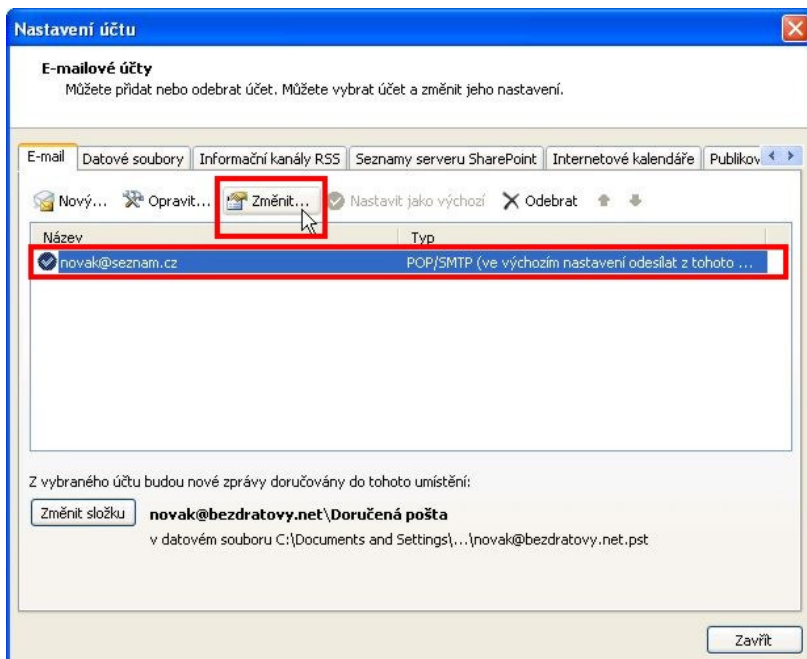 Nastavení účtu
E-mailové účty
Můžete přidat nebo odebrat účet. Můžete vybrat účet a změnit jeho nastavení.
E-mail Datové soubory Informační kanály RSS Seznamy serveru SharePoint Internetové kalendáře Publikov
Nový... Opravit... Změnit... Nastavit jako výchozí Odebrat
Název Typ
novak@seznam.cz POP/SMTP (ve výchozím nastavení odesílat z tohoto ...
Z vybraného účtu budou nové zprávy doručovány do tohoto umístění:
Změnit složku novak@bezdratovy.net\Doručená pošta
v datovém souboru C:\Documents and Settings\...\novak@bezdratovy.net.pst
Zavřít